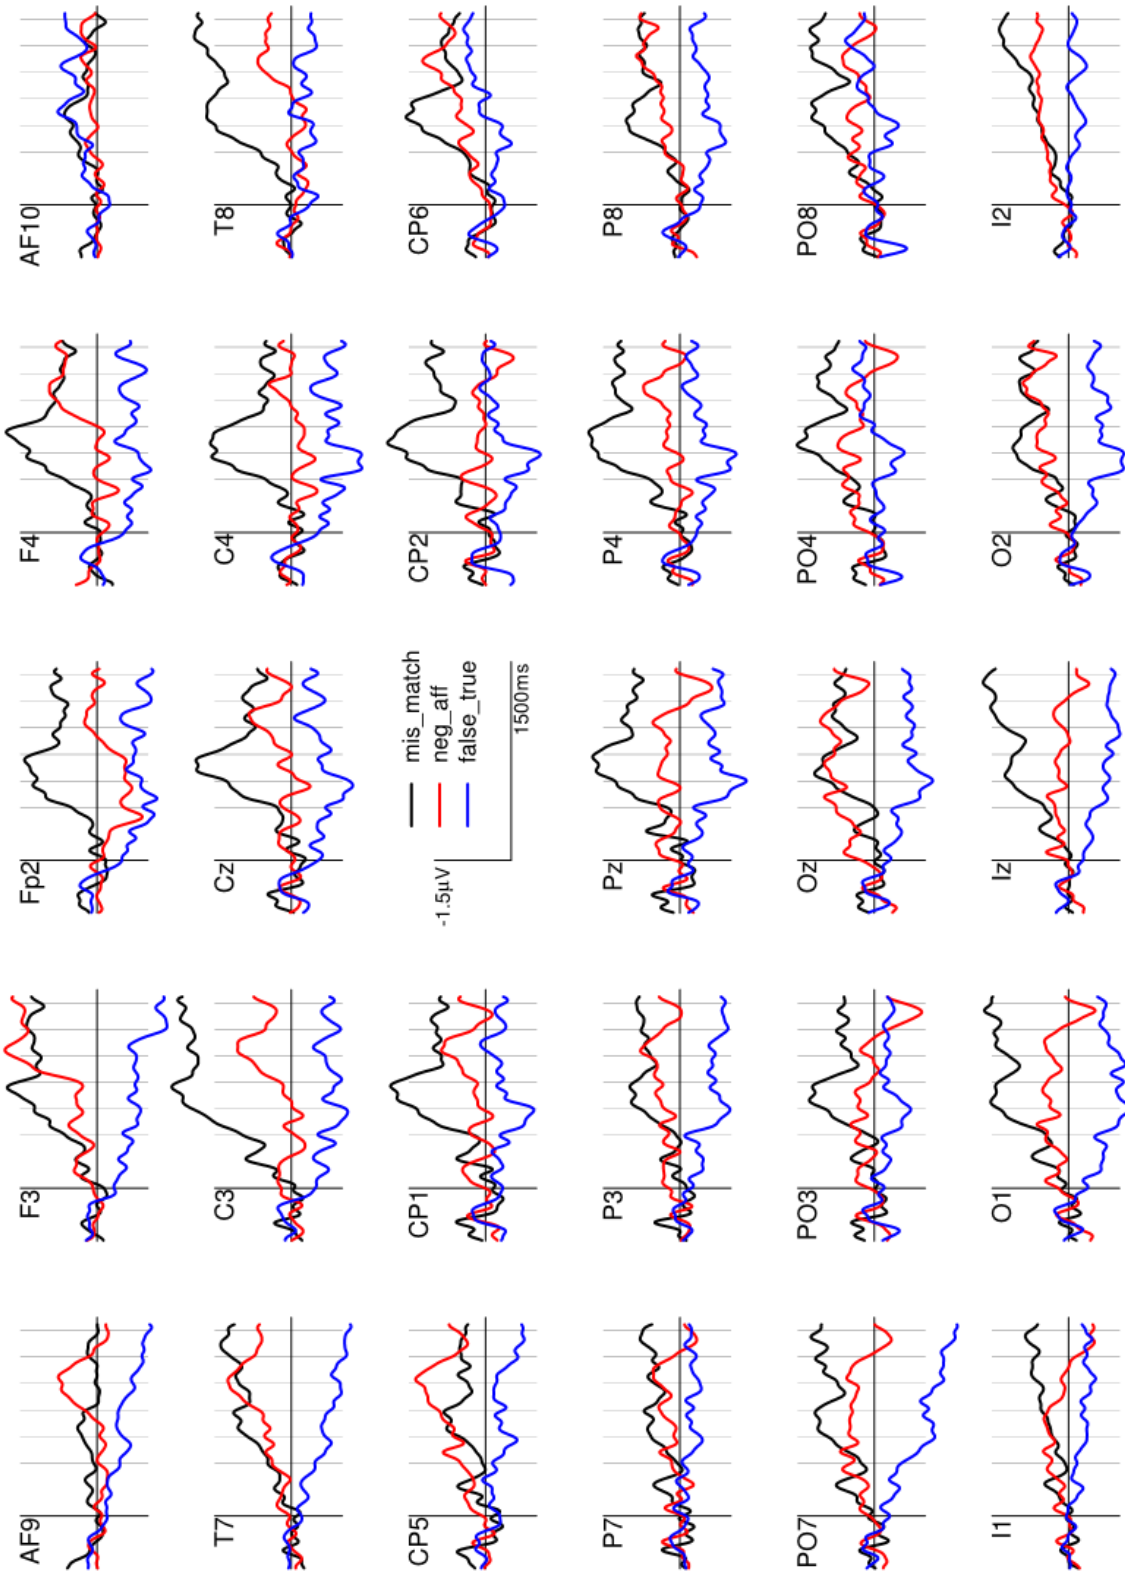 AF9 F3 Fp2 F4 AF10
T7 C3 Cz C4 T8
CP5 CP1 CP2 CP6
mis_match
neg_aff
-1.5µV
false_true
1500ms
P7 P3 Pz P4 P8
PO7 PO3 Oz PO4 PO8
I1 O1 Iz O2 I2